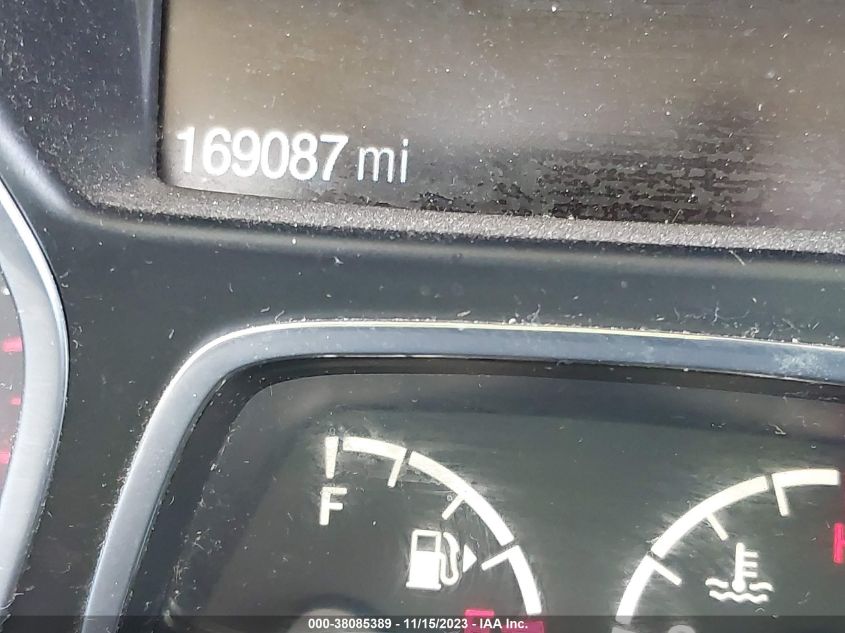 169087 mi
F
H
000-38085389 - 11/15/2023 - IAA Inc.